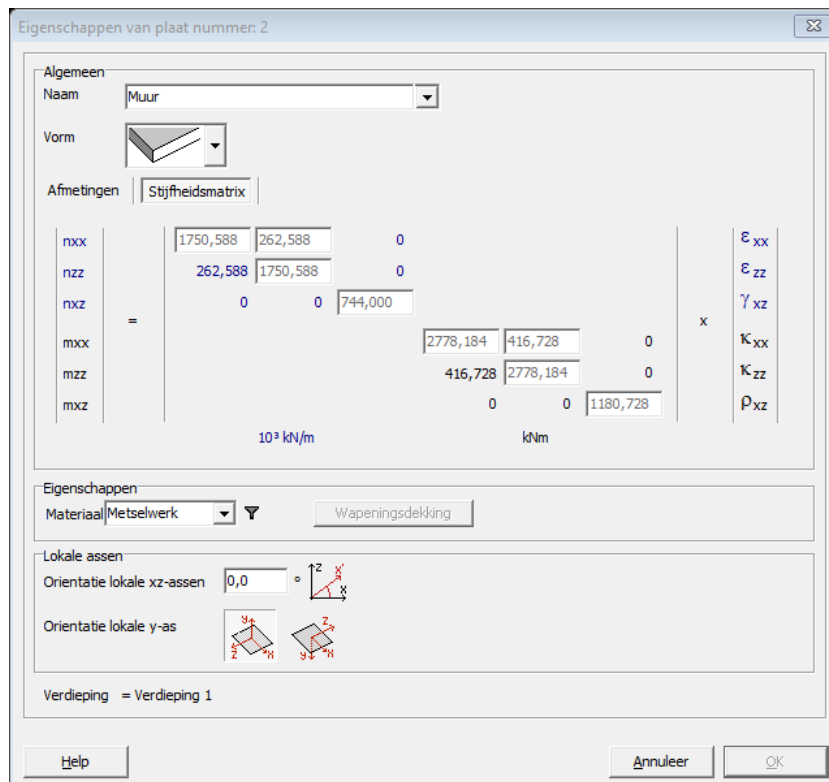 Eigenschappen van plaat nummer: 2
Algemeen
Naam Muur
Vorm
Afmetingen Stijfheidsmatrix
nxx 1750,588 262,588 0 εxx
nzz 262,588 1750,588 0 εzz
nxz 0 0 744,000 γxz
= x
mxx 2778,184 416,728 0 κxx
mzz 416,728 2778,184 0 κzz
mxz 0 0 1180,728 ρxz
10³ kN/m kNm
Eigenschappen
Materiaal Metselwerk Wapeningsdekking
Lokale assen
Orientatie lokale xz-assen 0,0 ° z x' x
Orientatie lokale y-as y z x z y x
Verdieping = Verdieping 1
Help Annuleer OK